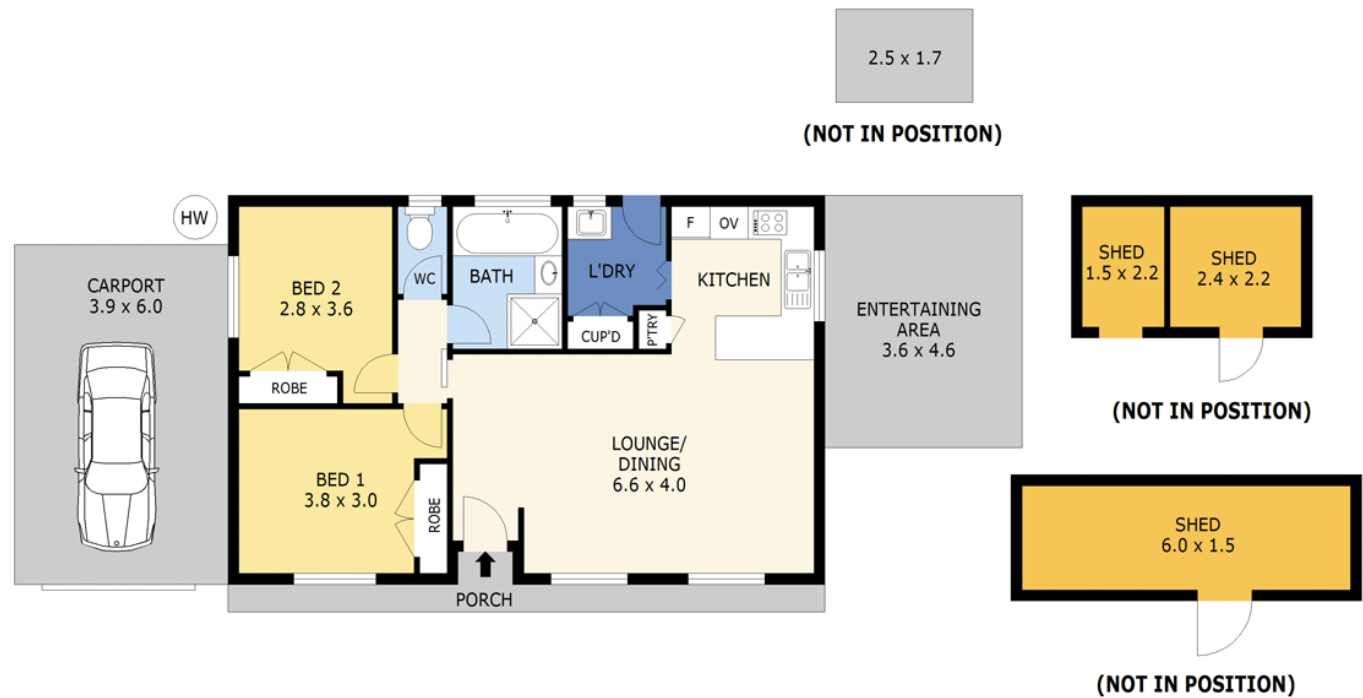 2.5 x 1.7
(NOT IN POSITION)
HW
CARPORT
3.9 x 6.0
BED 2
2.8 x 3.6
ROBE
WC
BATH
L'DRY
CUP'D
P'TRY
F
OV
KITCHEN
ENTERTAINING
AREA
3.6 x 4.6
BED 1
3.8 x 3.0
ROBE
LOUNGE/
DINING
6.6 x 4.0
PORCH
SHED
1.5 x 2.2
SHED
2.4 x 2.2
(NOT IN POSITION)
SHED
6.0 x 1.5
(NOT IN POSITION)